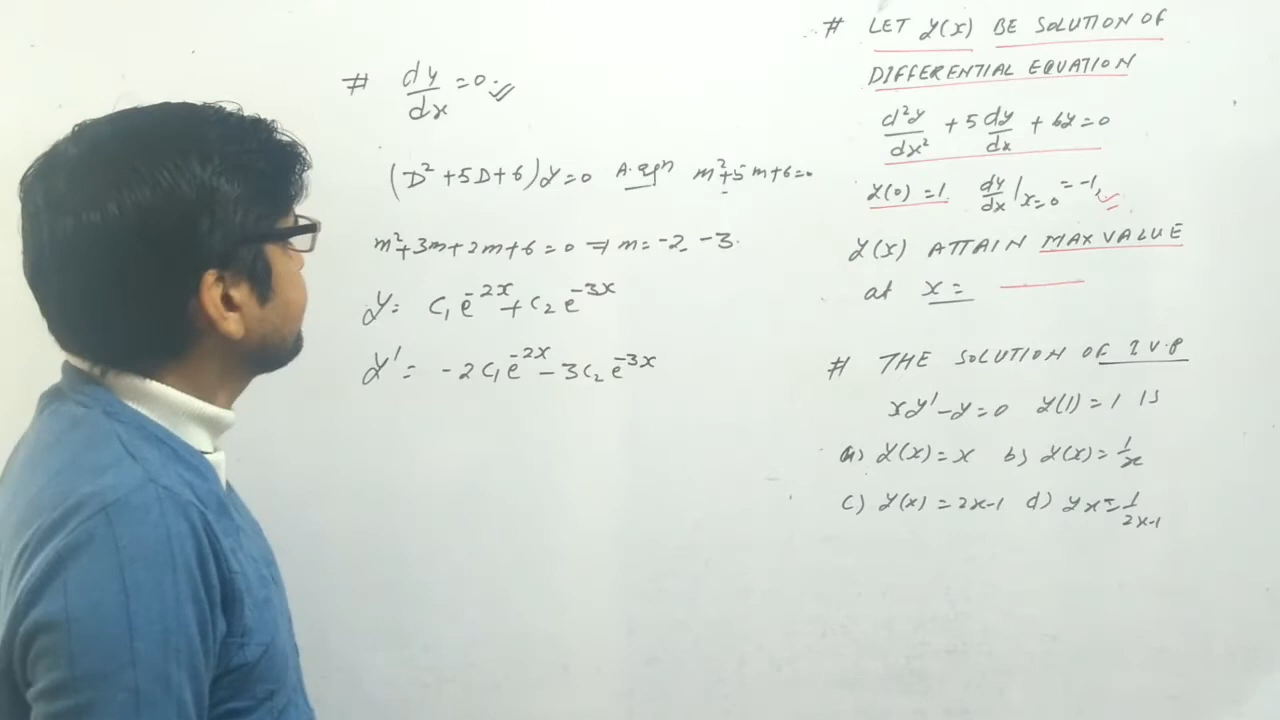 # dy/dx = 0.
(D² + 5D + 6) y = 0 A.eqn m² + 5m + 6 = 0
m² + 3m + 2m + 6 = 0 ⇒ m = -2, -3.
y = c₁e^-2x + c₂e^-3x
y' = -2c₁e^-2x - 3c₂e^-3x
# LET y(x) BE SOLUTION OF
DIFFERENTIAL EQUATION
d²y/dx² + 5 dy/dx + 6y = 0
y(0) = 1 dy/dx |x=0 = -1,
y(x) ATTAIN MAX VALUE
at x =
# THE SOLUTION OF I V.P
xy' - y = 0 y(1) = 1 IS
a) y(x) = x b) y(x) = 1/x
c) y(x) = 2x-1 d) yx = 1/2x-1